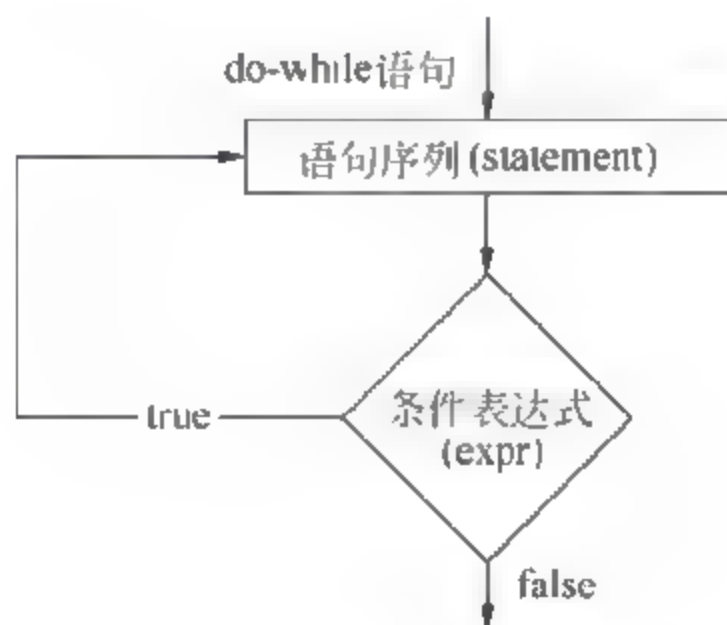 do-while语句
语句序列(statement)
条件表达式
(expr)
true
false